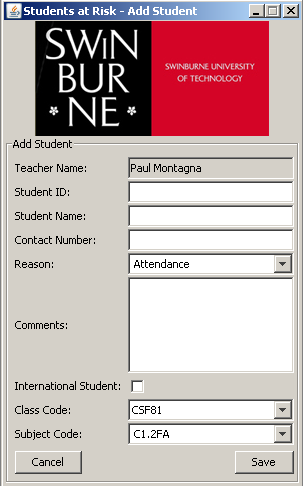 Students at Risk - Add Student
SWIN
BUR
* NE *
SWINBURNE UNIVERSITY
OF TECHNOLOGY
Add Student
Teacher Name: Paul Montagna
Student ID:
Student Name:
Contact Number:
Reason: Attendance
Comments:
International Student:
Class Code: CSF81
Subject Code: C1.2FA
Cancel Save